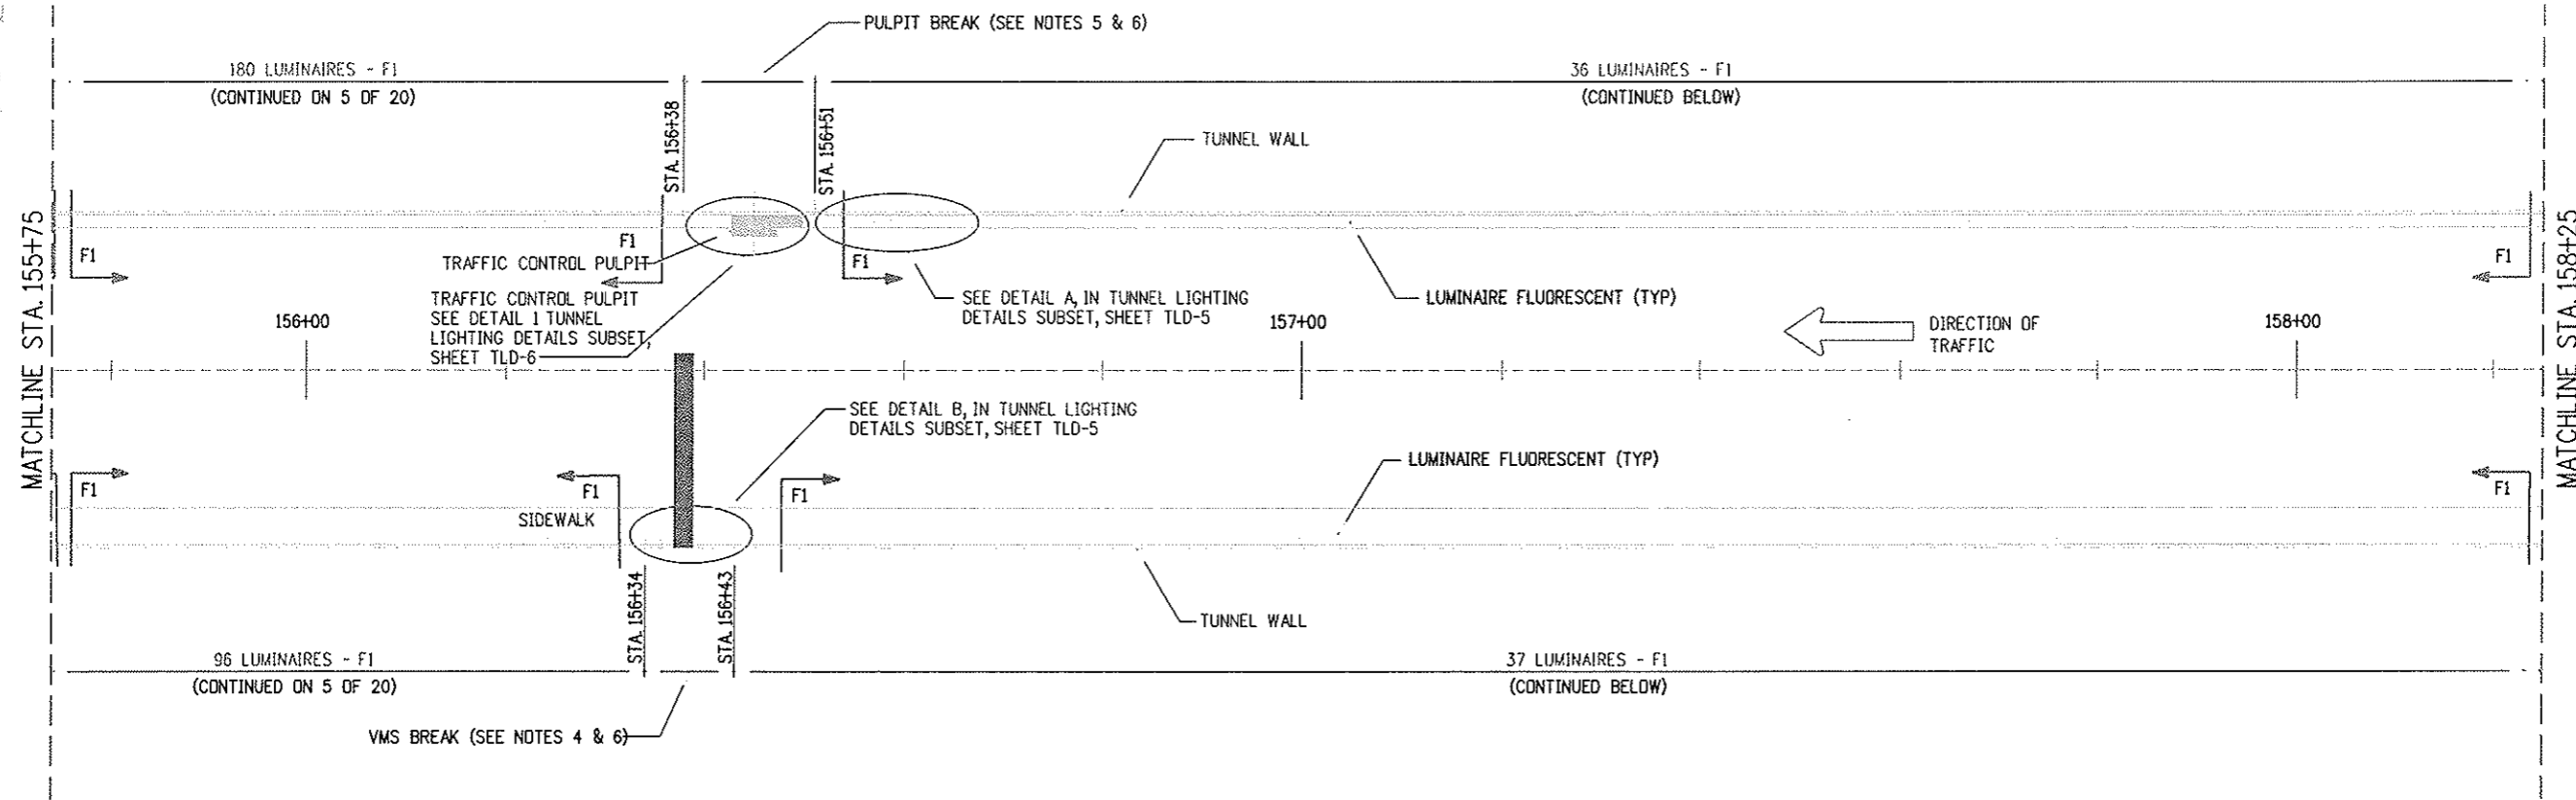 PULPIT BREAK (SEE NOTES 5 & 6)
180 LUMINAIRES - F1
(CONTINUED ON 5 OF 20)
36 LUMINAIRES - F1
(CONTINUED BELOW)
STA. 156+38
STA. 156+51
TUNNEL WALL
MATCHLINE STA. 155+75
F1
F1
TRAFFIC CONTROL PULPIT
F1
F1
MATCHLINE STA. 158+25
TRAFFIC CONTROL PULPIT
SEE DETAIL 1 TUNNEL
LIGHTING DETAILS SUBSET,
SHEET TLD-6
SEE DETAIL A, IN TUNNEL LIGHTING
DETAILS SUBSET, SHEET TLD-5
LUMINAIRE FLUORESCENT (TYP)
156+00
157+00
DIRECTION OF
TRAFFIC
158+00
SEE DETAIL B, IN TUNNEL LIGHTING
DETAILS SUBSET, SHEET TLD-5
LUMINAIRE FLUORESCENT (TYP)
F1
F1
F1
F1
SIDEWALK
STA. 156+34
STA. 156+43
TUNNEL WALL
96 LUMINAIRES - F1
(CONTINUED ON 5 OF 20)
37 LUMINAIRES - F1
(CONTINUED BELOW)
VMS BREAK (SEE NOTES 4 & 6)